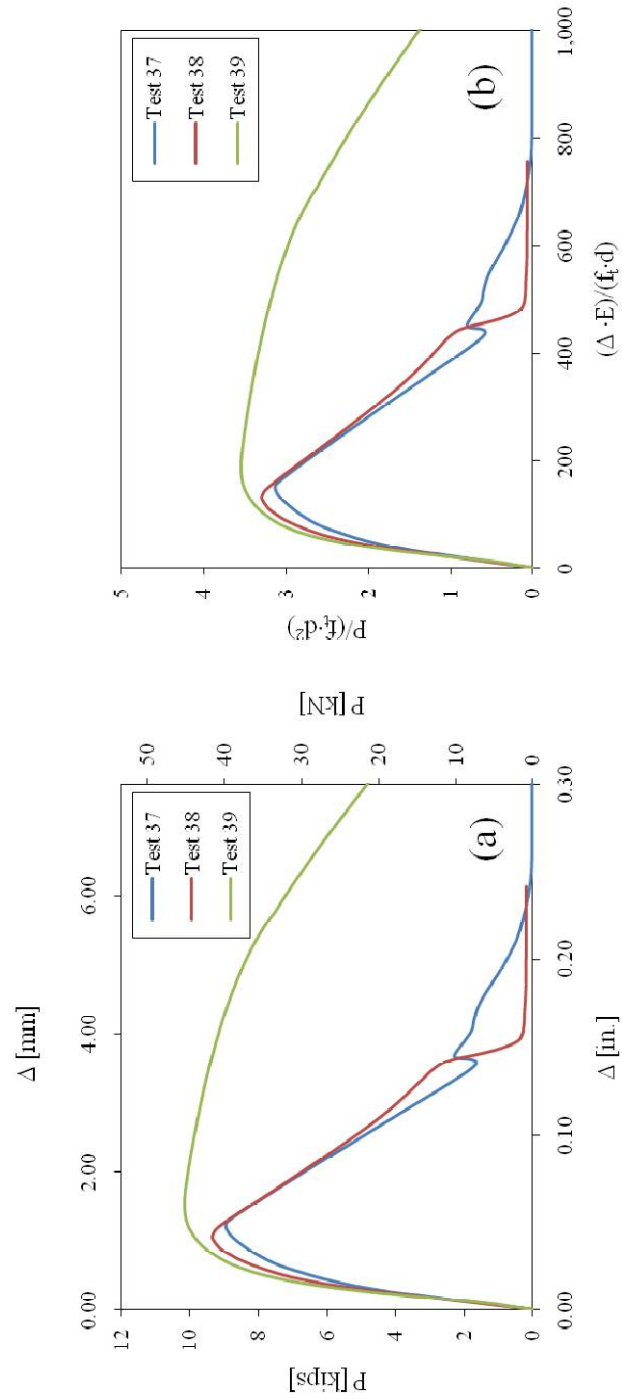 Δ [mm]
0.00 2.00 4.00 6.00
P [kips]
12
10
8
6
4
2
0
P [kN]
50
40
30
20
10
0
Test 37
Test 38
Test 39
(a)
0.00 0.10 0.20 0.30
Δ [in.]
P/(fₜ·d²)
5
4
3
2
1
0
Test 37
Test 38
Test 39
(b)
0 200 400 600 800 1,000
(Δ·E)/(fₜ·d)